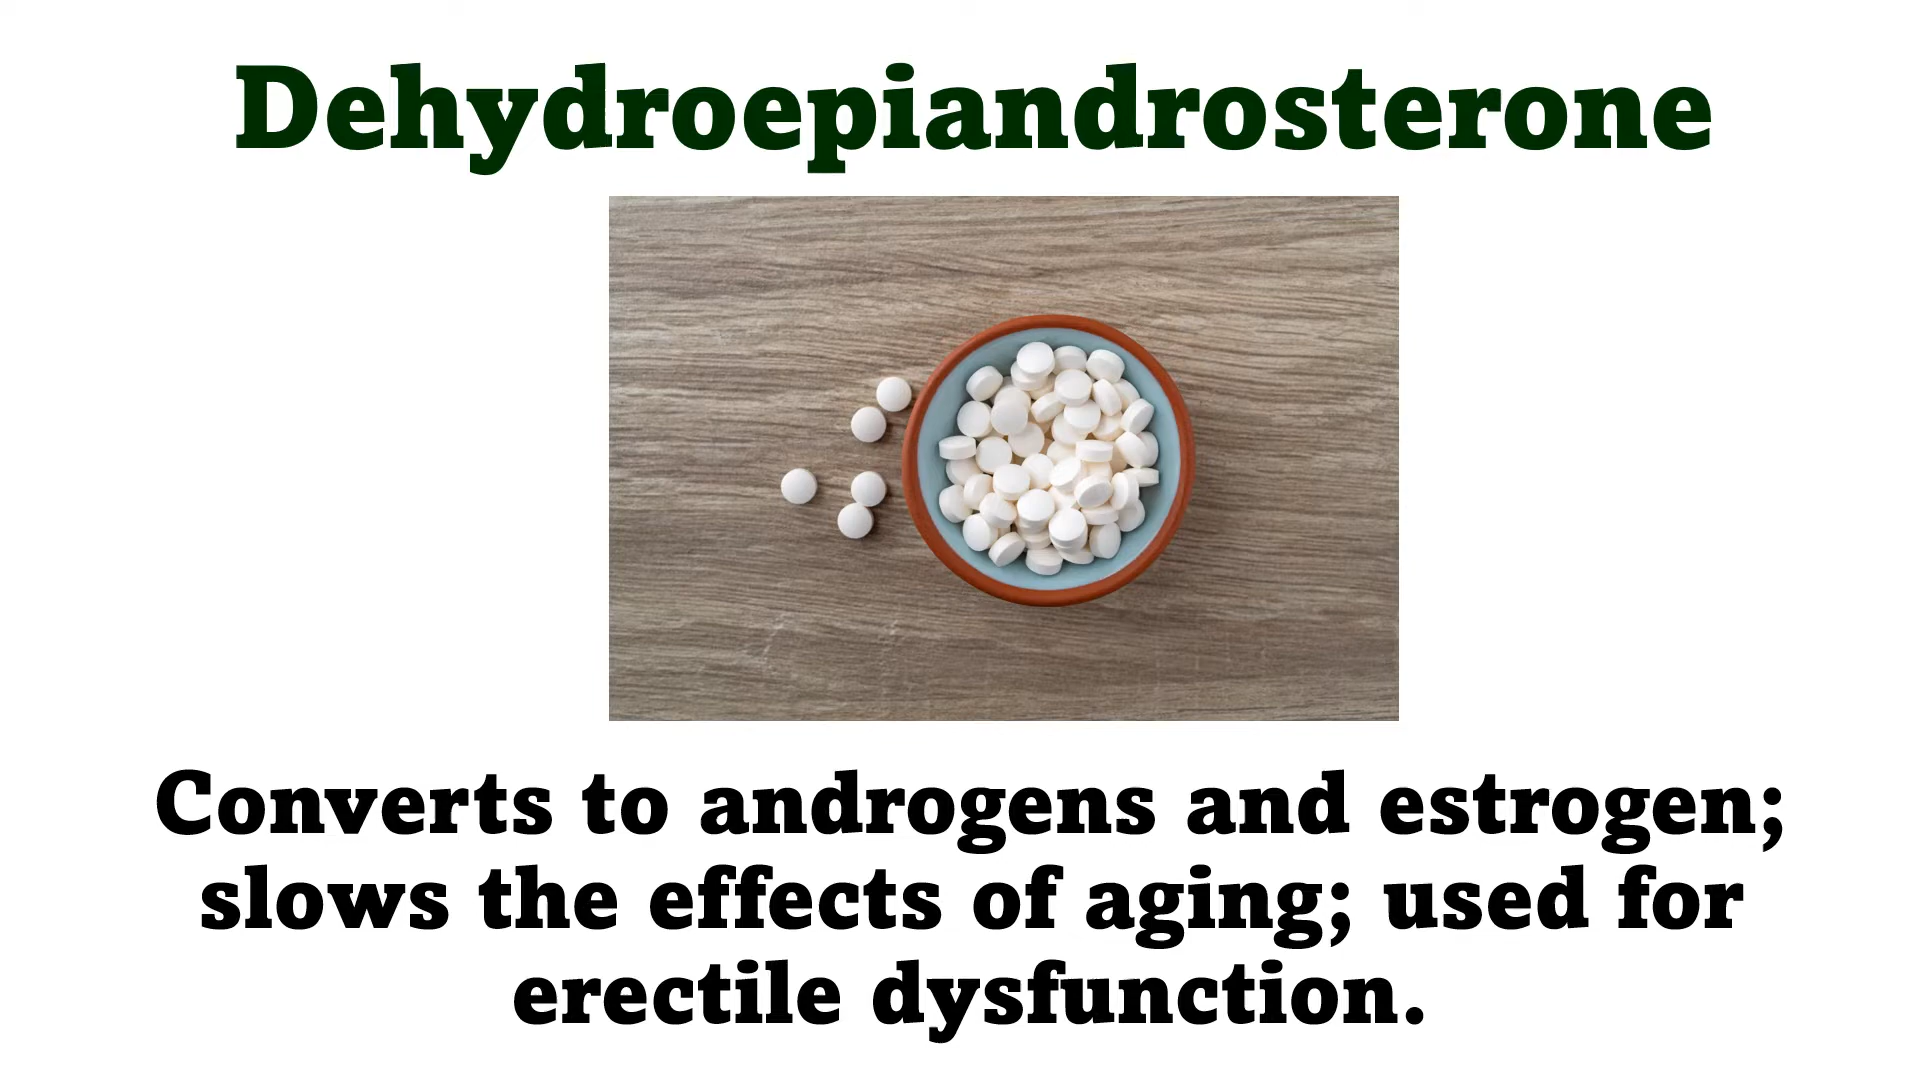 Dehydroepiandrosterone
Converts to androgens and estrogen;
slows the effects of aging; used for
erectile dysfunction.